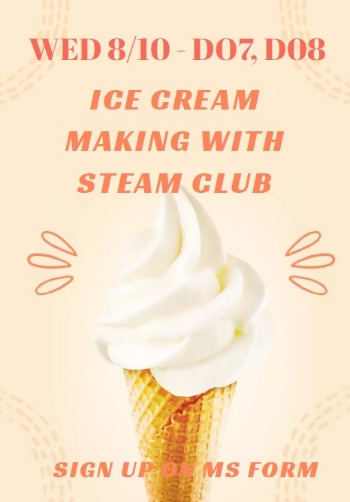 WED 8/10 - D07, D08
ICE CREAM
MAKING WITH
STEAM CLUB
SIGN UP ON MS FORM